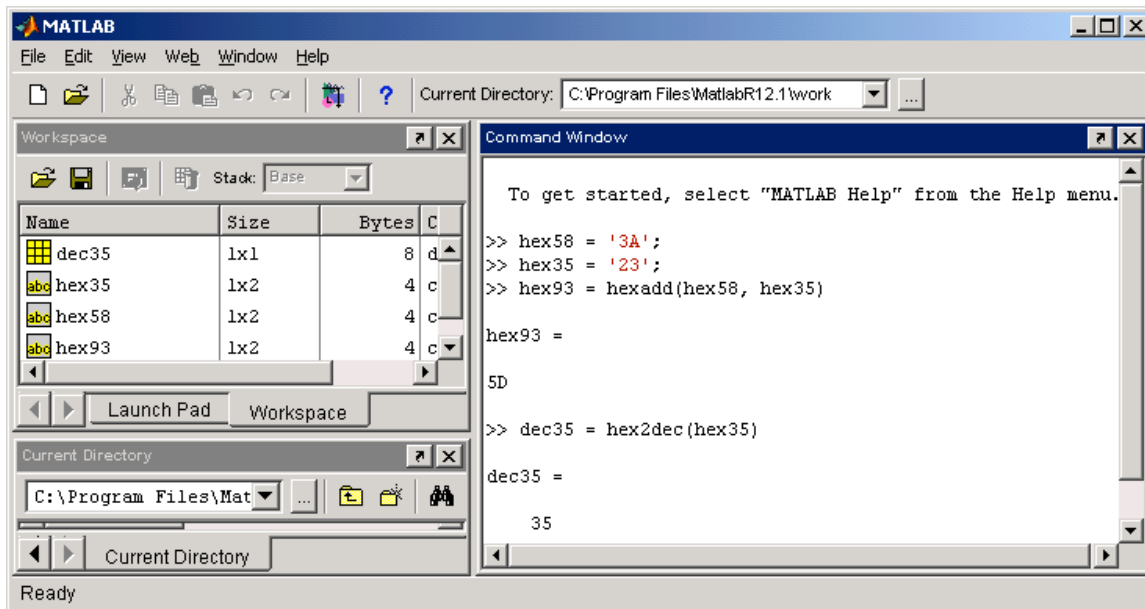 MATLAB
File Edit View Web Window Help
? Current Directory: C:\Program Files\MatlabR12.1\work ...
Workspace
Stack: Base
Name Size Bytes C
dec35 1x1 8 d
abc hex35 1x2 4 c
abc hex58 1x2 4 c
abc hex93 1x2 4 c
Launch Pad Workspace
Current Directory
C:\Program Files\Mat ...
Current Directory
Command Window
To get started, select "MATLAB Help" from the Help menu.
>> hex58 = '3A';
>> hex35 = '23';
>> hex93 = hexadd(hex58, hex35)
hex93 =
5D
>> dec35 = hex2dec(hex35)
dec35 =
35
Ready